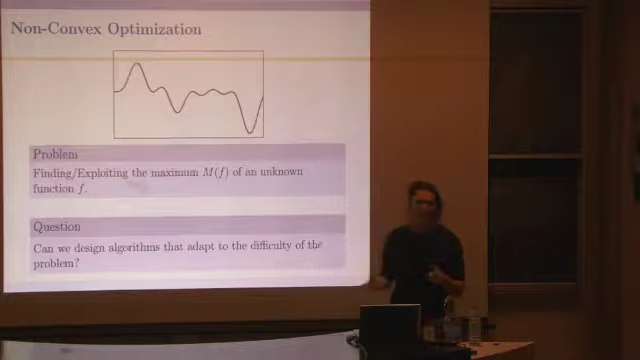 Non-Convex Optimization
Problem
Finding/Exploiting the maximum M(f) of an unknown
function f.
Question
Can we design algorithms that adapt to the difficulty of the
problem?